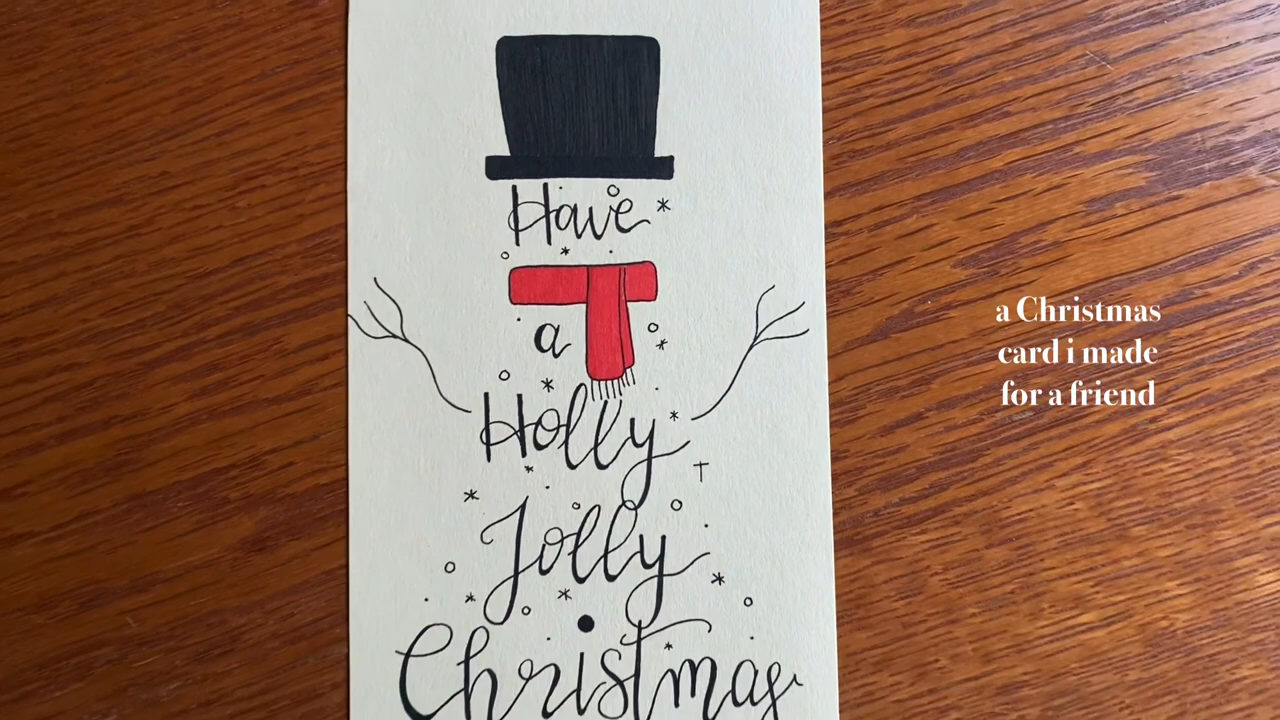 Have
a
Holly
Jolly
Christmas
a Christmas
card i made
for a friend